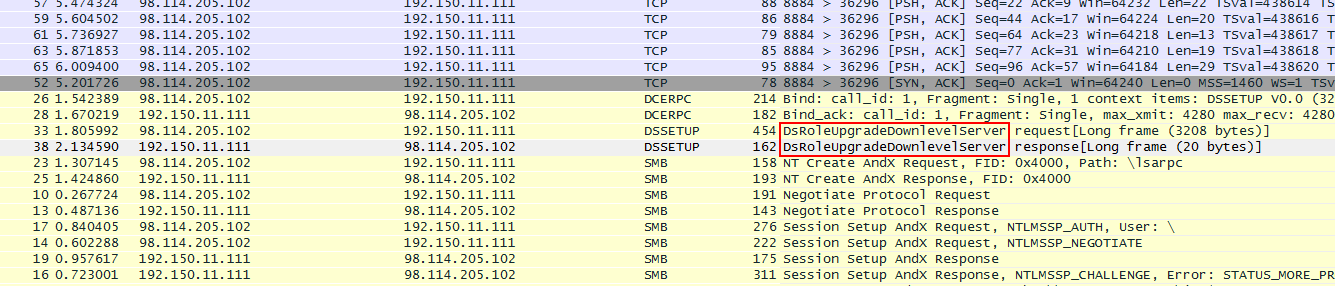 57 5.474324 98.114.205.102 192.150.11.111 TCP 88 8884 > 36296 [PSH, ACK] Seq=22 Ack=9 Win=64232 Len=22 TSval=438614 TS
59 5.604502 98.114.205.102 192.150.11.111 TCP 86 8884 > 36296 [PSH, ACK] Seq=44 Ack=17 Win=64224 Len=20 TSval=438616 T
61 5.736927 98.114.205.102 192.150.11.111 TCP 79 8884 > 36296 [PSH, ACK] Seq=64 Ack=23 Win=64218 Len=13 TSval=438617 T
63 5.871853 98.114.205.102 192.150.11.111 TCP 85 8884 > 36296 [PSH, ACK] Seq=77 Ack=31 Win=64210 Len=19 TSval=438618 T
65 6.009400 98.114.205.102 192.150.11.111 TCP 95 8884 > 36296 [PSH, ACK] Seq=96 Ack=57 Win=64184 Len=29 TSval=438620 T
52 5.201726 98.114.205.102 192.150.11.111 TCP 78 8884 > 36296 [SYN, ACK] Seq=0 Ack=1 Win=64240 Len=0 MSS=1460 WS=1 TSV
26 1.542389 98.114.205.102 192.150.11.111 DCERPC 214 Bind: call_id: 1, Fragment: Single, 1 context items: DSSETUP V0.0 (32
28 1.670219 192.150.11.111 98.114.205.102 DCERPC 182 Bind_ack: call_id: 1, Fragment: Single, max_xmit: 4280 max_recv: 4280
33 1.805992 98.114.205.102 192.150.11.111 DSSETUP 454 DsRoleUpgradeDownlevelServer request[Long frame (3208 bytes)]
38 2.134590 192.150.11.111 98.114.205.102 DSSETUP 162 DsRoleUpgradeDownlevelServer response[Long frame (20 bytes)]
23 1.307145 98.114.205.102 192.150.11.111 SMB 158 NT Create AndX Request, FID: 0x4000, Path: \lsarpc
25 1.424860 192.150.11.111 98.114.205.102 SMB 193 NT Create AndX Response, FID: 0x4000
10 0.267724 98.114.205.102 192.150.11.111 SMB 191 Negotiate Protocol Request
13 0.487136 192.150.11.111 98.114.205.102 SMB 143 Negotiate Protocol Response
17 0.840405 98.114.205.102 192.150.11.111 SMB 276 Session Setup AndX Request, NTLMSSP_AUTH, User: \
14 0.602288 98.114.205.102 192.150.11.111 SMB 222 Session Setup AndX Request, NTLMSSP_NEGOTIATE
19 0.957617 192.150.11.111 98.114.205.102 SMB 175 Session Setup AndX Response
16 0.723001 192.150.11.111 98.114.205.102 SMB 311 Session Setup AndX Response, NTLMSSP_CHALLENGE, Error: STATUS_MORE_PR